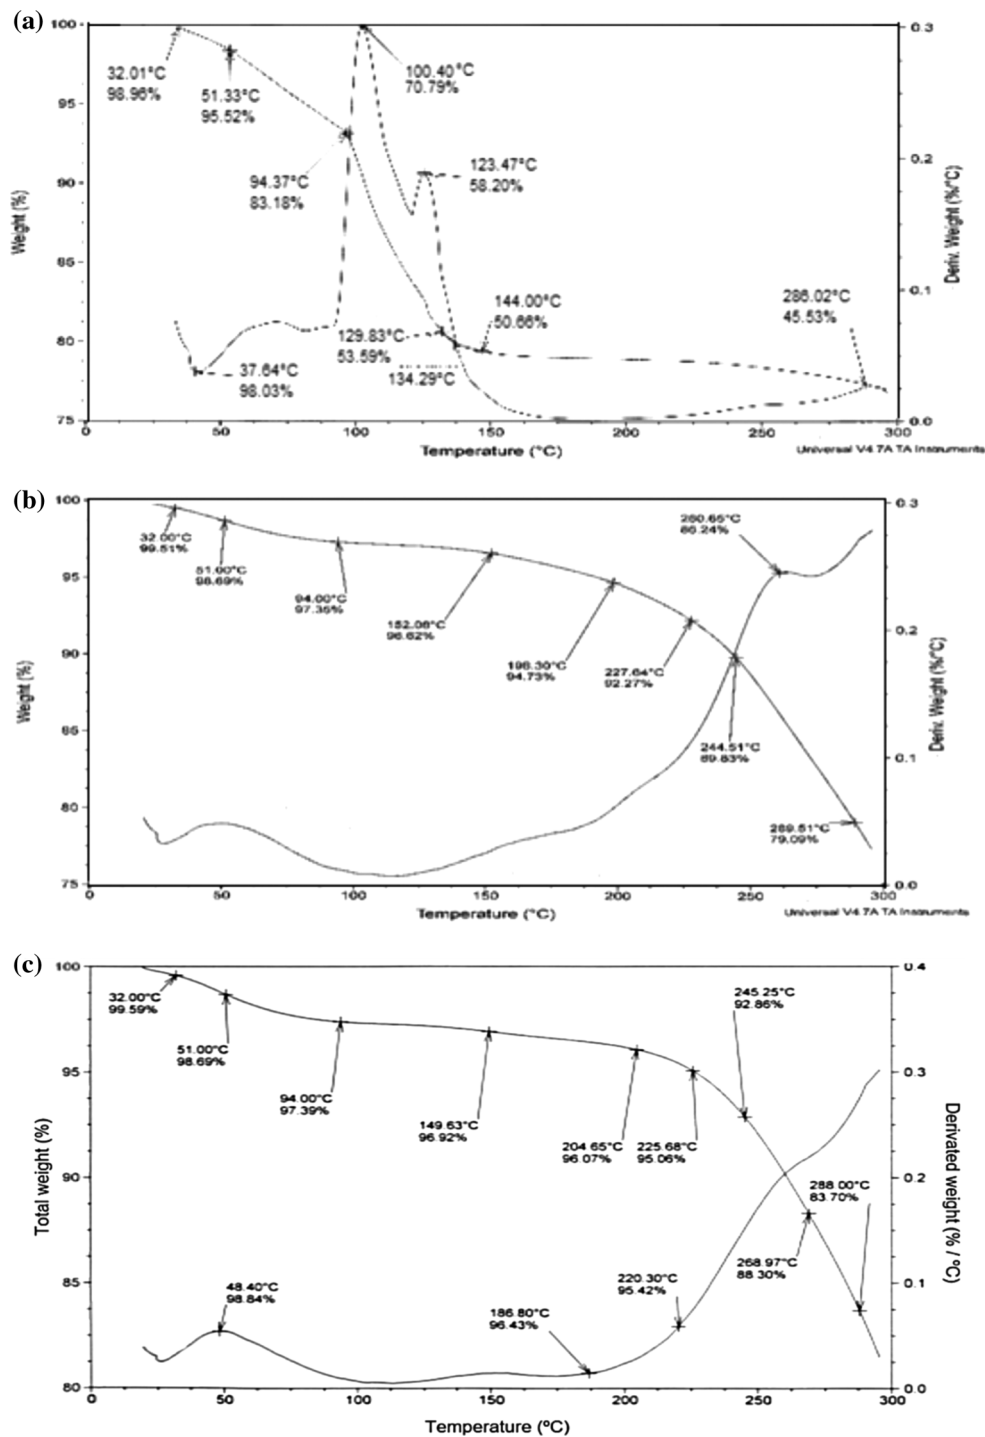 (a)
100
95
90
85
80
75
Weight (%)
32.01°C
98.96%
51.33°C
95.52%
94.37°C
83.18%
100.40°C
70.79%
123.47°C
58.20%
144.00°C
50.66%
286.02°C
45.53%
129.83°C
53.59%
134.29°C
37.64°C
98.03%
0.3
0.2
0.1
0.0
Deriv. Weight (%/°C)
0
50
100
150
200
250
300
Temperature (°C)
Universal V4.7A TA Instruments
(b)
100
95
90
85
80
75
Weight (%)
32.00°C
99.51%
51.00°C
98.69%
94.00°C
97.35%
152.08°C
96.62%
198.30°C
94.73%
227.64°C
92.27%
260.65°C
86.24%
244.51°C
89.83%
289.51°C
79.09%
0.3
0.2
0.1
0.0
Deriv. Weight (%/°C)
0
50
100
150
200
250
300
Temperature (°C)
Universal V4.7A TA Instruments
(c)
100
95
90
85
80
Total weight (%)
32.00°C
99.59%
51.00°C
98.69%
94.00°C
97.39%
149.63°C
96.92%
204.65°C
96.07%
225.68°C
95.06%
245.25°C
92.86%
288.00°C
83.70%
268.97°C
88.30%
48.40°C
98.84%
186.80°C
96.43%
220.30°C
95.42%
0.4
0.3
0.2
0.1
0.0
Derivated weight (% / °C)
0
50
100
150
200
250
300
Temperature (ºC)